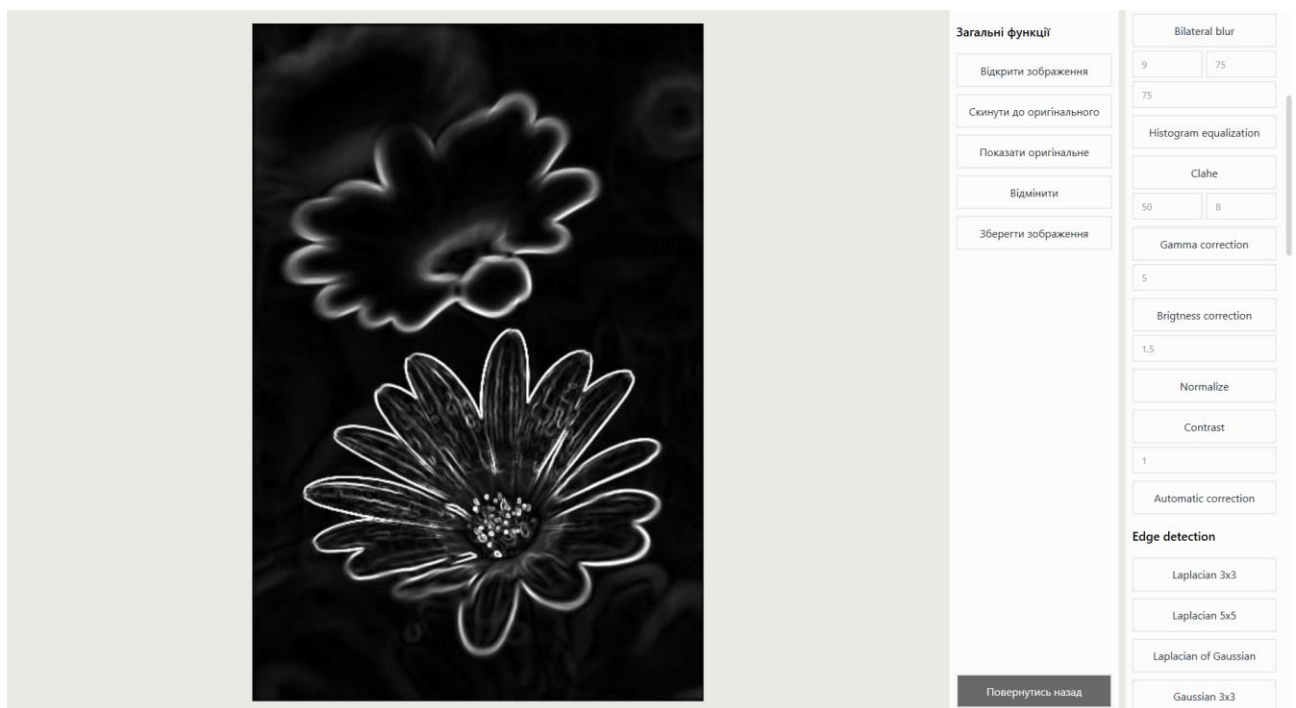 Загальні функції
Відкрити зображення
Скинути до оригінального
Показати оригінальне
Відмінити
Зберегти зображення
Повернутись назад
Bilateral blur
9 75
75
Histogram equalization
Clahe
50 8
Gamma correction
5
Brigtness correction
1.5
Normalize
Contrast
1
Automatic correction
Edge detection
Laplacian 3x3
Laplacian 5x5
Laplacian of Gaussian
Gaussian 3x3